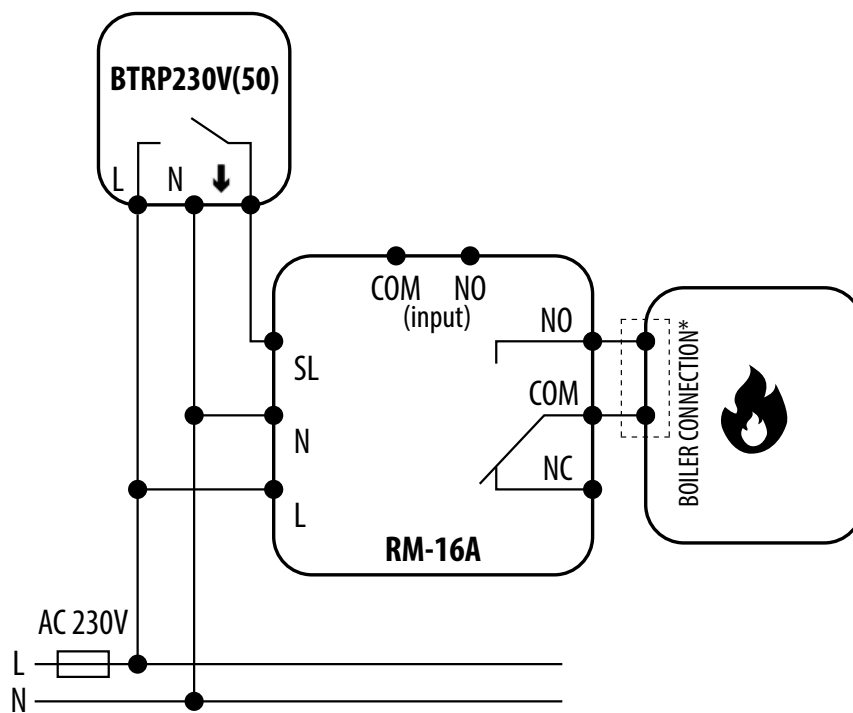 BTRP230V(50)
L N
COM NO
(input)
NO
SL
COM
N
NC
L
RM-16A
BOILER CONNECTION*
AC 230V
L
N